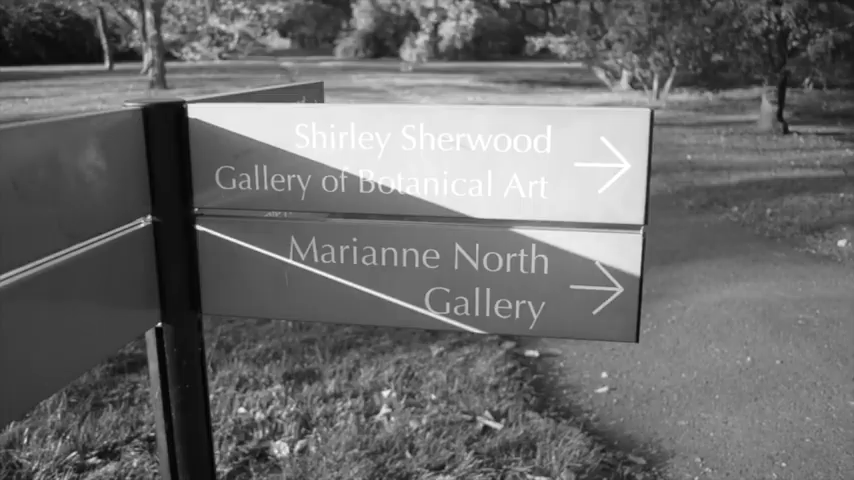 Shirley Sherwood
Gallery of Botanical Art
Marianne North
Gallery